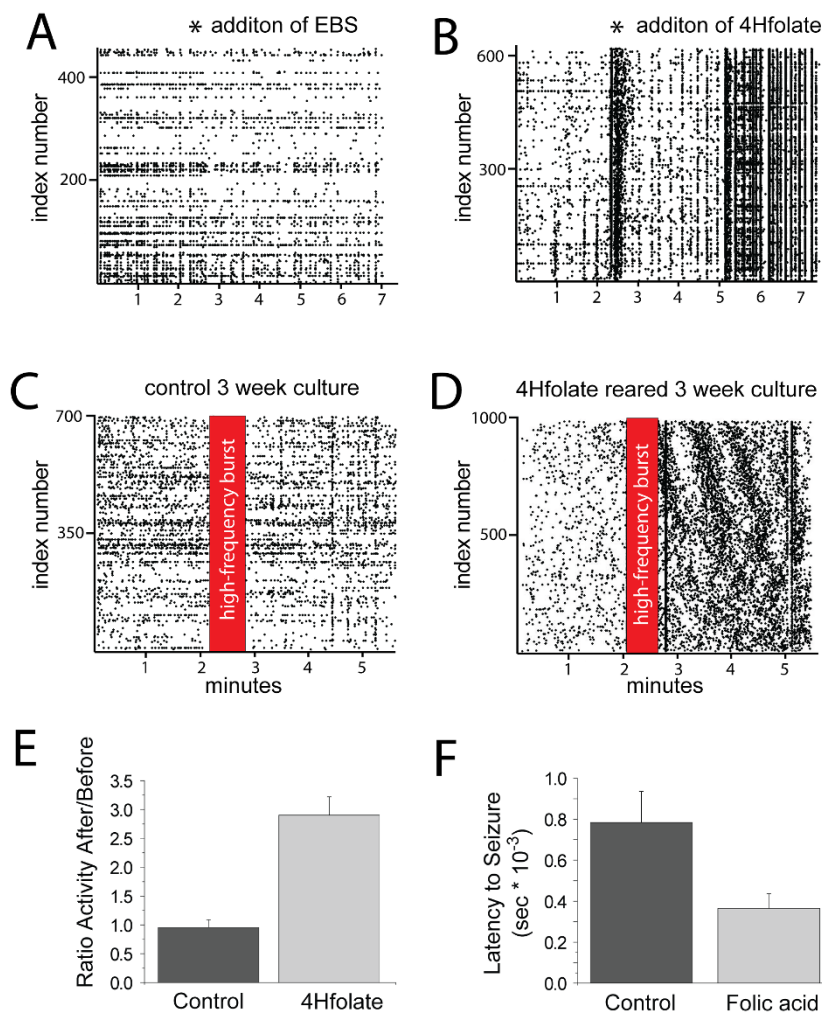 A
* additon of EBS
index number
400
200
1 2 3 4 5 6 7
B
* additon of 4Hfolate
index number
600
300
1 2 3 4 5 6 7
C
control 3 week culture
index number
700
350
high-frequency burst
1 2 3 4 5
minutes
D
4Hfolate reared 3 week culture
index number
1000
500
high-frequency burst
1 2 3 4 5
minutes
E
Ratio Activity After/Before
3.5
3.0
2.5
2.0
1.5
1.0
0.5
0.0
Control 4Hfolate
F
Latency to Seizure
(sec * 10-3)
1.0
0.8
0.6
0.4
0.2
0.0
Control Folic acid